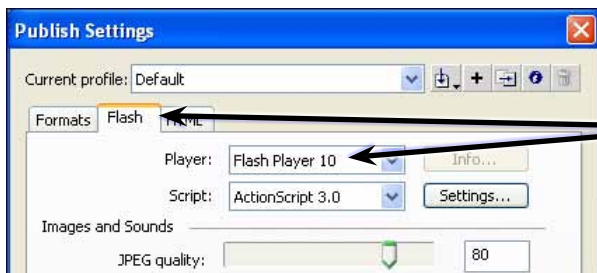 Publish Settings
Current profile: Default
Formats Flash HTML
Player: Flash Player 10 Info...
Script: ActionScript 3.0 Settings...
Images and Sounds
JPEG quality: 80